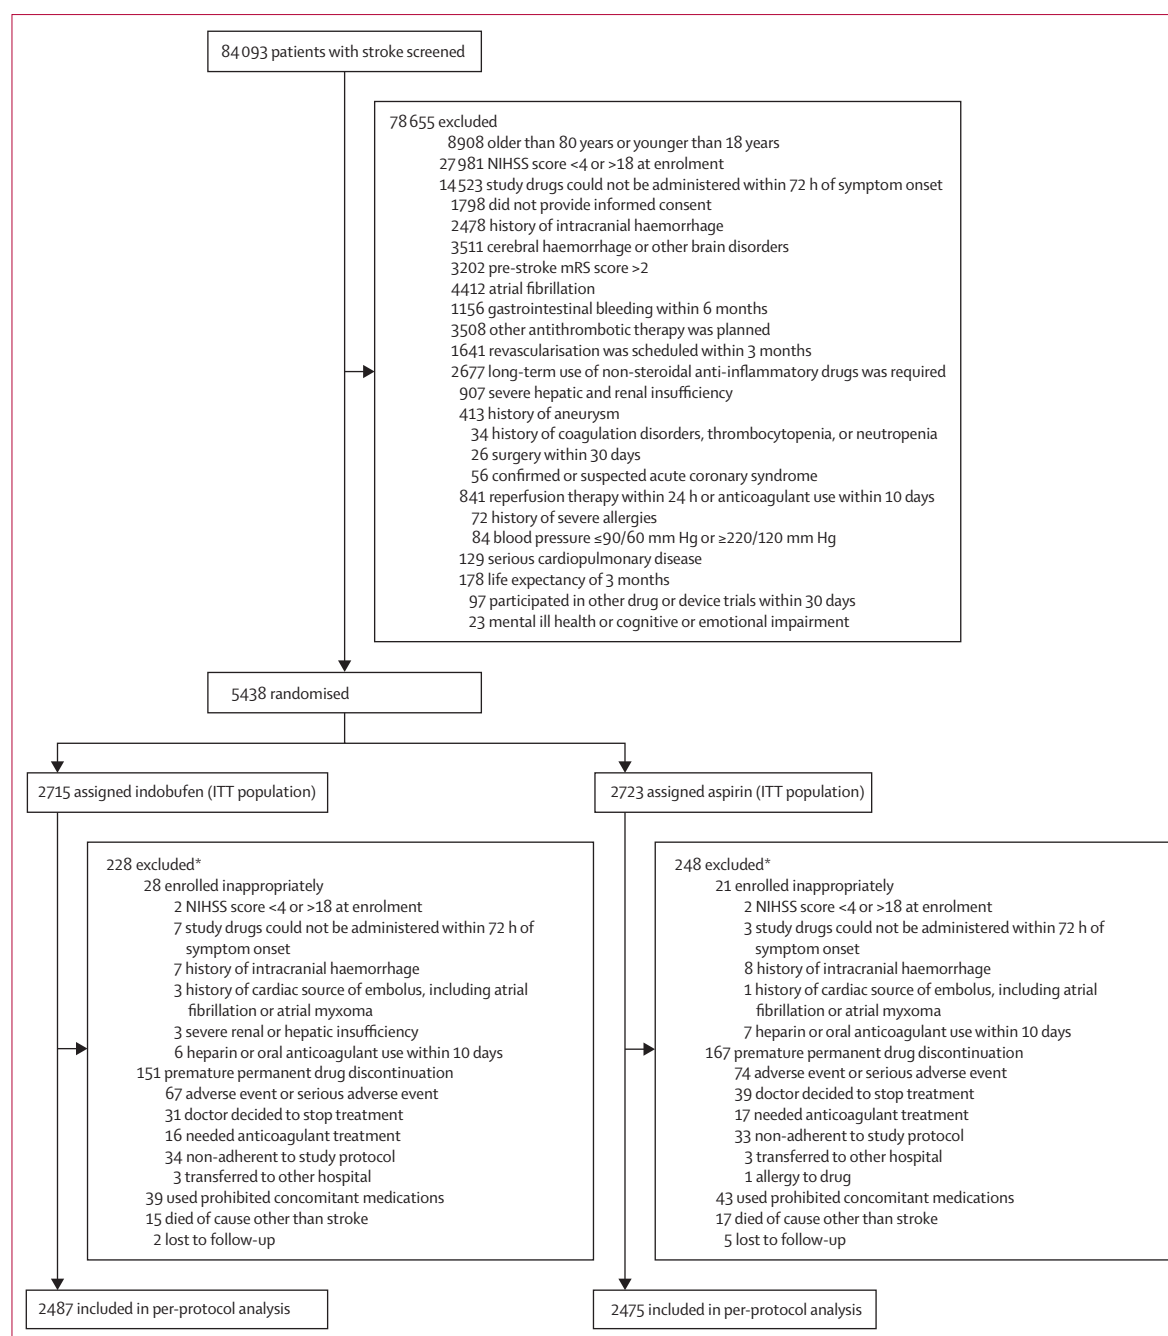 84 093 patients with stroke screened
78 655 excluded
8908 older than 80 years or younger than 18 years
27 981 NIHSS score <4 or >18 at enrolment
14 523 study drugs could not be administered within 72 h of symptom onset
1798 did not provide informed consent
2478 history of intracranial haemorrhage
3511 cerebral haemorrhage or other brain disorders
3202 pre-stroke mRS score >2
4412 atrial fibrillation
1156 gastrointestinal bleeding within 6 months
3508 other antithrombotic therapy was planned
1641 revascularisation was scheduled within 3 months
2677 long-term use of non-steroidal anti-inflammatory drugs was required
907 severe hepatic and renal insufficiency
413 history of aneurysm
34 history of coagulation disorders, thrombocytopenia, or neutropenia
26 surgery within 30 days
56 confirmed or suspected acute coronary syndrome
841 reperfusion therapy within 24 h or anticoagulant use within 10 days
72 history of severe allergies
84 blood pressure ≤90/60 mm Hg or ≥220/120 mm Hg
129 serious cardiopulmonary disease
178 life expectancy of 3 months
97 participated in other drug or device trials within 30 days
23 mental ill health or cognitive or emotional impairment
5438 randomised
2715 assigned indobufen (ITT population)
228 excluded*
28 enrolled inappropriately
2 NIHSS score <4 or >18 at enrolment
7 study drugs could not be administered within 72 h of
symptom onset
7 history of intracranial haemorrhage
3 history of cardiac source of embolus, including atrial
fibrillation or atrial myxoma
3 severe renal or hepatic insufficiency
6 heparin or oral anticoagulant use within 10 days
151 premature permanent drug discontinuation
67 adverse event or serious adverse event
31 doctor decided to stop treatment
16 needed anticoagulant treatment
34 non-adherent to study protocol
3 transferred to other hospital
39 used prohibited concomitant medications
15 died of cause other than stroke
2 lost to follow-up
2487 included in per-protocol analysis
2723 assigned aspirin (ITT population)
248 excluded*
21 enrolled inappropriately
2 NIHSS score <4 or >18 at enrolment
3 study drugs could not be administered within 72 h of
symptom onset
8 history of intracranial haemorrhage
1 history of cardiac source of embolus, including atrial
fibrillation or atrial myxoma
7 heparin or oral anticoagulant use within 10 days
167 premature permanent drug discontinuation
74 adverse event or serious adverse event
39 doctor decided to stop treatment
17 needed anticoagulant treatment
33 non-adherent to study protocol
3 transferred to other hospital
1 allergy to drug
43 used prohibited concomitant medications
17 died of cause other than stroke
5 lost to follow-up
2475 included in per-protocol analysis